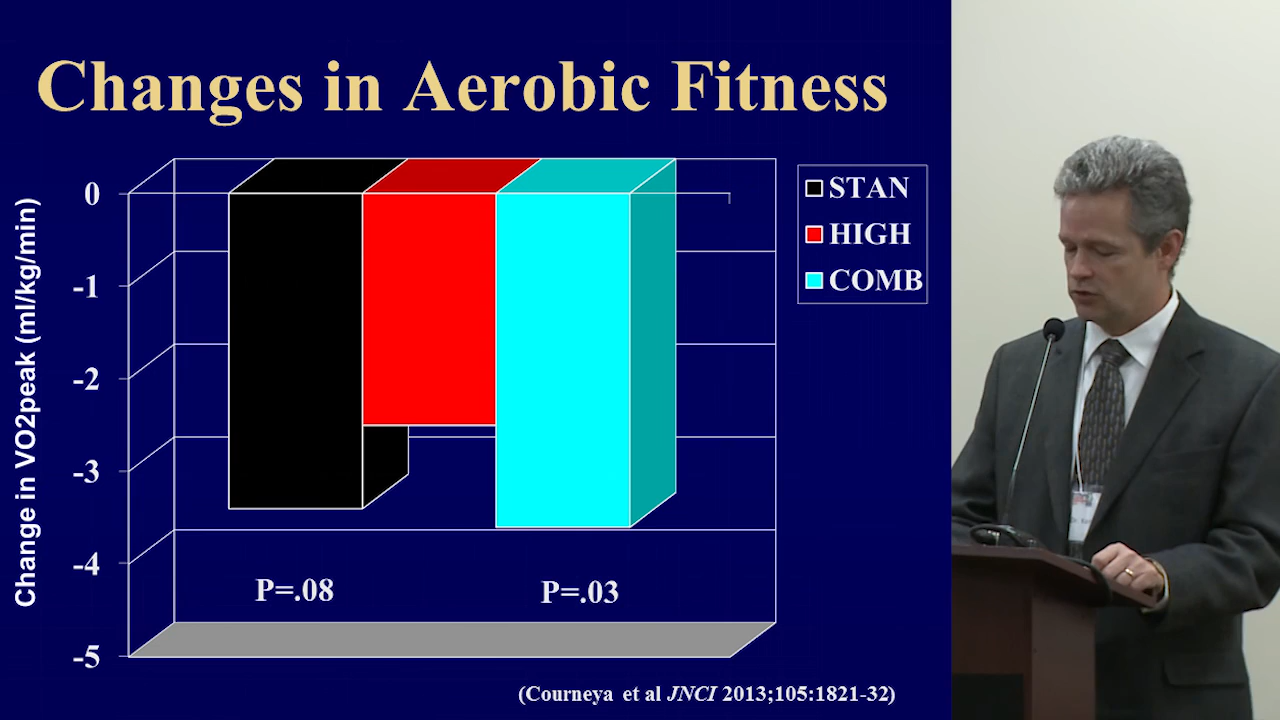 Changes in Aerobic Fitness
Change in VO2peak (ml/kg/min)
0
-1
-2
-3
-4
-5
STAN
HIGH
COMB
P=.08
P=.03
(Courneya et al JNCI 2013;105:1821-32)